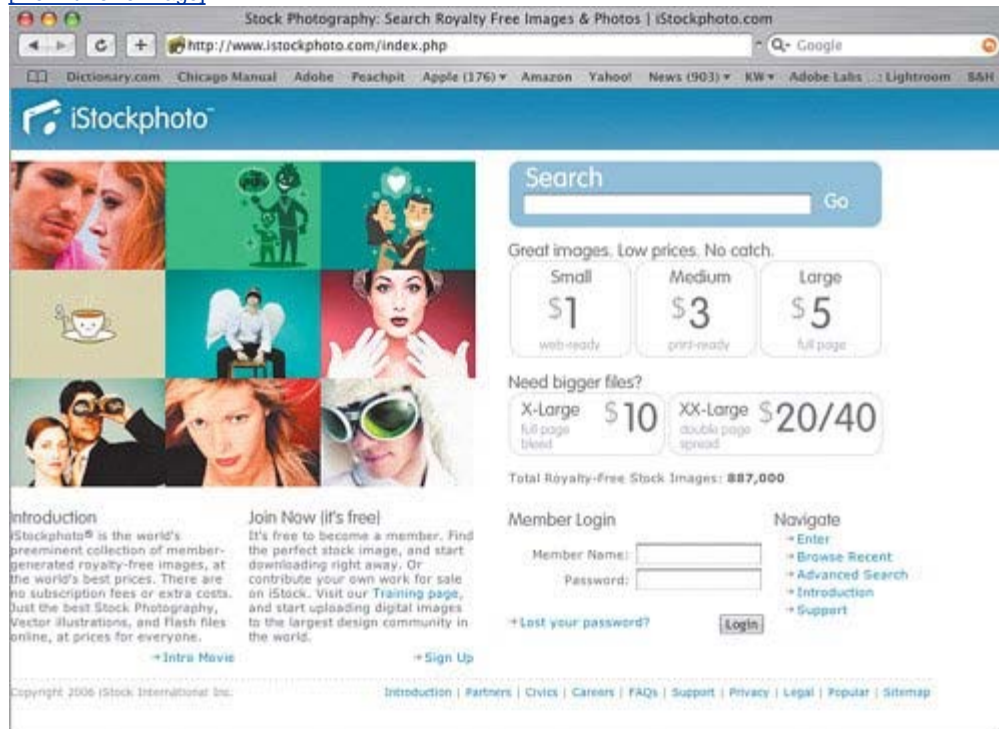 Stock Photography: Search Royalty Free Images & Photos | iStockphoto.com
http://www.istockphoto.com/index.php
Google
Dictionary.com Chicago Manual Adobe Peachpit Apple (176) Amazon Yahoo! News (903) KW Adobe Labs ...: Lightroom B&H
iStockphoto™
Search
Go
Great images. Low prices. No catch.
Small Medium Large
$1 $3 $5
web-ready print-ready full page
Need bigger files?
X-Large $10 XX-Large $20/40
full page bleed double page spread
Total Royalty-Free Stock Images: 887,000
Introduction
iStockphoto® is the world's
preeminent collection of member-
generated royalty-free images, at
the world's best prices. There are
no subscription fees or extra costs.
Just the best Stock Photography,
Vector illustrations, and Flash files
online, at prices for everyone.
Intro Movie
Join Now (it's free)
It's free to become a member. Find
the perfect stock image, and start
downloading right away. Or
contribute your own work for sale
on iStock. Visit our Training page,
and start uploading digital images
to the largest design community in
the world.
Sign Up
Member Login
Member Name:
Password:
Lost your password?
Login
Navigate
Enter
Browse Recent
Advanced Search
Introduction
Support
Copyright 2006 iStock International Inc.
Introduction | Partners | Civics | Careers | FAQs | Support | Privacy | Legal | Popular | Sitemap